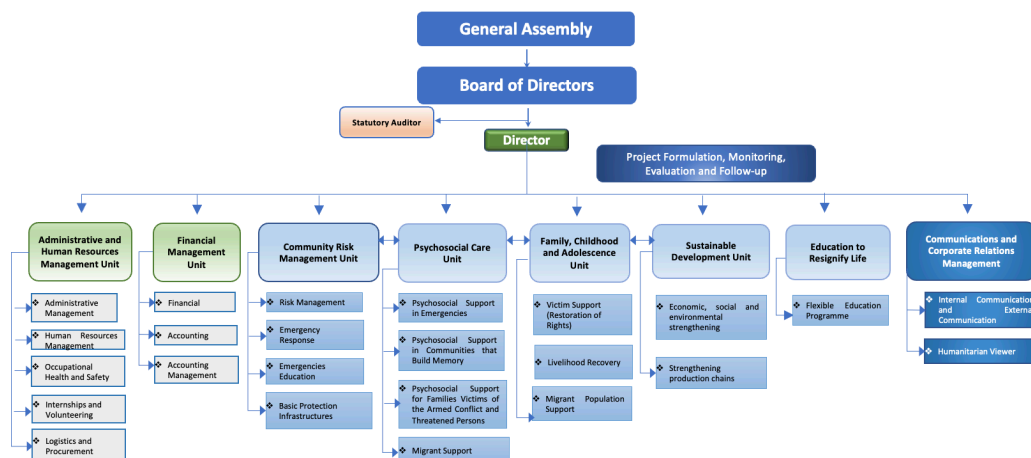 General Assembly
Board of Directors
Statutory Auditor
Director
Project Formulation, Monitoring,
Evaluation and Follow-up
Administrative and
Human Resources
Management Unit
Financial
Management
Unit
Community Risk
Management Unit
Psychosocial Care
Unit
Family, Childhood
and Adolescence
Unit
Sustainable
Development Unit
Education to
Resignify Life
Communications and
Corporate Relations
Management
❖ Administrative
Management
❖ Human Resources
Management
❖ Occupational
Health and Safety
❖ Internships and
Volunteering
❖ Logistics and
Procurement
❖ Financial
❖ Accounting
❖ Accounting
Management
❖ Risk Management
❖ Emergency
Response
❖ Emergencies
Education
❖ Basic Protection
Infrastructures
❖ Psychosocial Support
in Emergencies
❖ Psychosocial Support
in Communities that
Build Memory
❖ Psychosocial Support
for Families Victims of
the Armed Conflict and
Threatened Persons
❖ Migrant Support
❖ Victim Support
(Restoration of
Rights)
❖ Livelihood Recovery
❖ Migrant Population
Support
❖ Economic, social and
environmental
strengthening
❖ Strengthening
production chains
❖ Flexible Education
Programme
❖ Internal Communication
and External
Communication
❖ Humanitarian Viewer